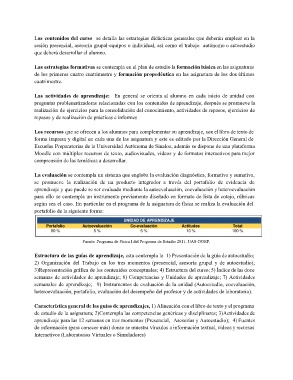 Los contenidos del curso se detalla las estrategias didácticas generales que deberán emplear en la
sesión presencial, asesoría grupal equipos e individual, así como el trabajo autónomo o autoestudio
que deberá desarrollar el alumno.
Las estrategias formativas se contempla en el plan de estudio la formación básica en las asignaturas
de los primeros cuatro cuatrimestre y formación propedéutica en las asignatura de los dos últimos
cuatrimestre.
Las actividades de aprendizaje: En general se orienta al alumno en cada inicio de unidad con
preguntas problematizadoras relacionadas con los contenidos de aprendizaje, después se promueve la
realización de ejercicios para la consolidación del conocimiento, actividades de repasos, ejercicios de
repasos y de realización de prácticas e informes
Los recursos que se ofrecen a los alumnos para complementar su aprendizaje, son el libro de texto de
forma impresa y digital en cada una de las asignatura y este es editado por la Dirección General de
Escuelas Preparatorias de la Universidad Autónoma de Sinaloa, además se dispone de una plataforma
Moodle con múltiples recursos de texto, audiovisuales, videos y de formatos interactivos para mejor
comprensión de las temáticas a desarrollar.
La evaluación se contempla un sistema que engloba la evaluación diagnóstica, formativa y sumativa,
se promueve la realización de un producto integrador a través del portafolio de evidencia de
aprendizaje y que puede ser evaluado mediante la autoevaluación, coevaluación y heteroevaluación
para ello se contempla un instrumento previamente diseñado en formato de lista de cotejo, rúbricas
según sea el caso. En particular en el programa de la asignatura de física se realiza la evaluación del
portafolio de la siguiente forma:
UNIDAD DE APRENDIZAJE
Portafolio Autoevaluación Co-evaluación Actitudes Total
80 % 5 % 5 % 10 % 100 %
Fuente: Programa de Física I del Programa de Estudio 2011. UAS-DGEP.
Estructura de las guías de aprendizaje, esta contempla le 1) Presentación de la guía de autoestudio;
2) Organización del Trabajo en los tres momentos (presencial, asesoría grupal y de autoestudio);
3)Representación gráfica de los contenidos conceptuales; 4) Estructura del curso; 5) Índice de las doce
semanas de actividades de aprendizaje; 6) Competencias y Unidades de aprendizaje; 7) Actividades
semanales de aprendizaje; 9) Instrumentos de evaluación de la unidad (Autoestudio, coevaluación,
heteroevaluación, portafolio, evaluación del desempeño del profesor y de actividades de laboratorio).
Característica general de las guías de aprendizajes, 1) Alineación con el libro de texto y el programa
de estudio de la asignatura; 2)Contempla las competencias genéricas y disciplinares; 3)Actividades de
aprendizaje para las 12 semanas en tres momentos (Presencial, Asesorías y Autoestudio); 4) Fuentes
de información (para conocer más) donde se muestra vínculos a información textual, videos y recursos
Interactivos (Laboratorios Virtuales o Simuladores)